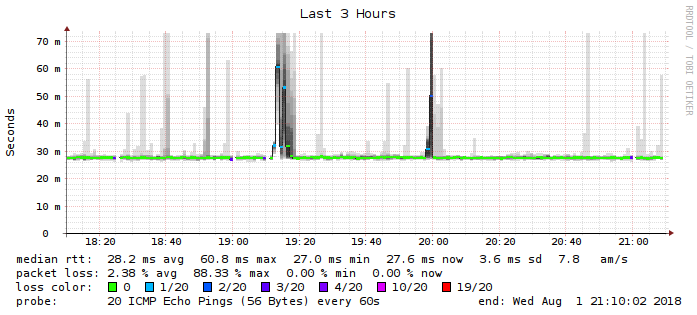 Last 3 Hours
RRDTOOL / TOBI OETIKER
Seconds
70 m
60 m
50 m
40 m
30 m
20 m
10 m
0
18:20 18:40 19:00 19:20 19:40 20:00 20:20 20:40 21:00
median rtt: 28.2 ms avg 60.8 ms max 27.0 ms min 27.6 ms now 3.6 ms sd 7.8 am/s
packet loss: 2.38 % avg 88.33 % max 0.00 % min 0.00 % now
loss color: 0 1/20 2/20 3/20 4/20 10/20 19/20
probe: 20 ICMP Echo Pings (56 Bytes) every 60s end: Wed Aug 1 21:10:02 2018